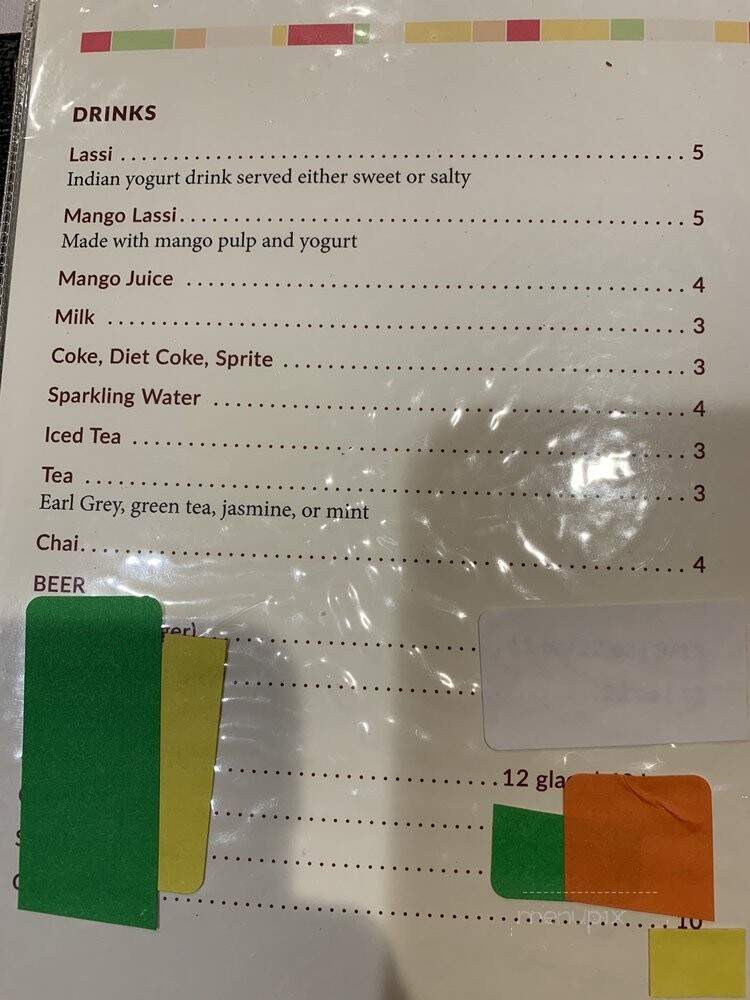 DRINKS
Lassi ........ 5
Indian yogurt drink served either sweet or salty
Mango Lassi ........ 5
Made with mango pulp and yogurt
Mango Juice ........ 4
Milk ........ 3
Coke, Diet Coke, Sprite ........ 3
Sparkling Water ........ 4
Iced Tea ........ 3
Tea ........ 3
Earl Grey, green tea, jasmine, or mint
Chai ........ 4
BEER
12
10
menupix